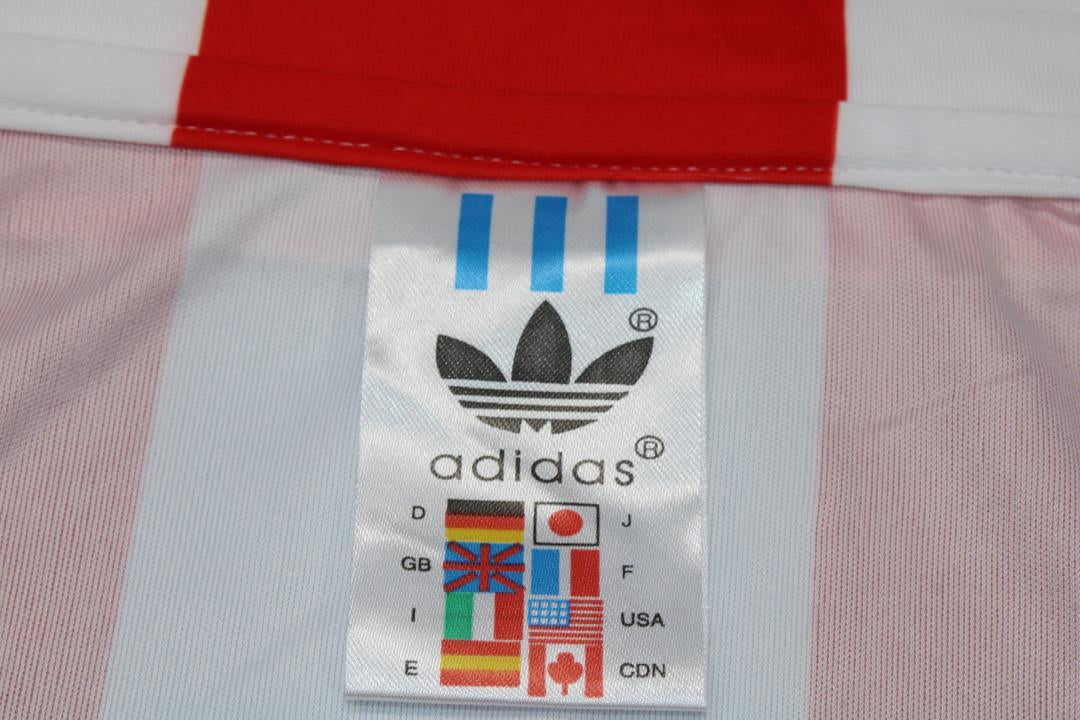 ®
adidas®
D J
GB F
I USA
E CDN